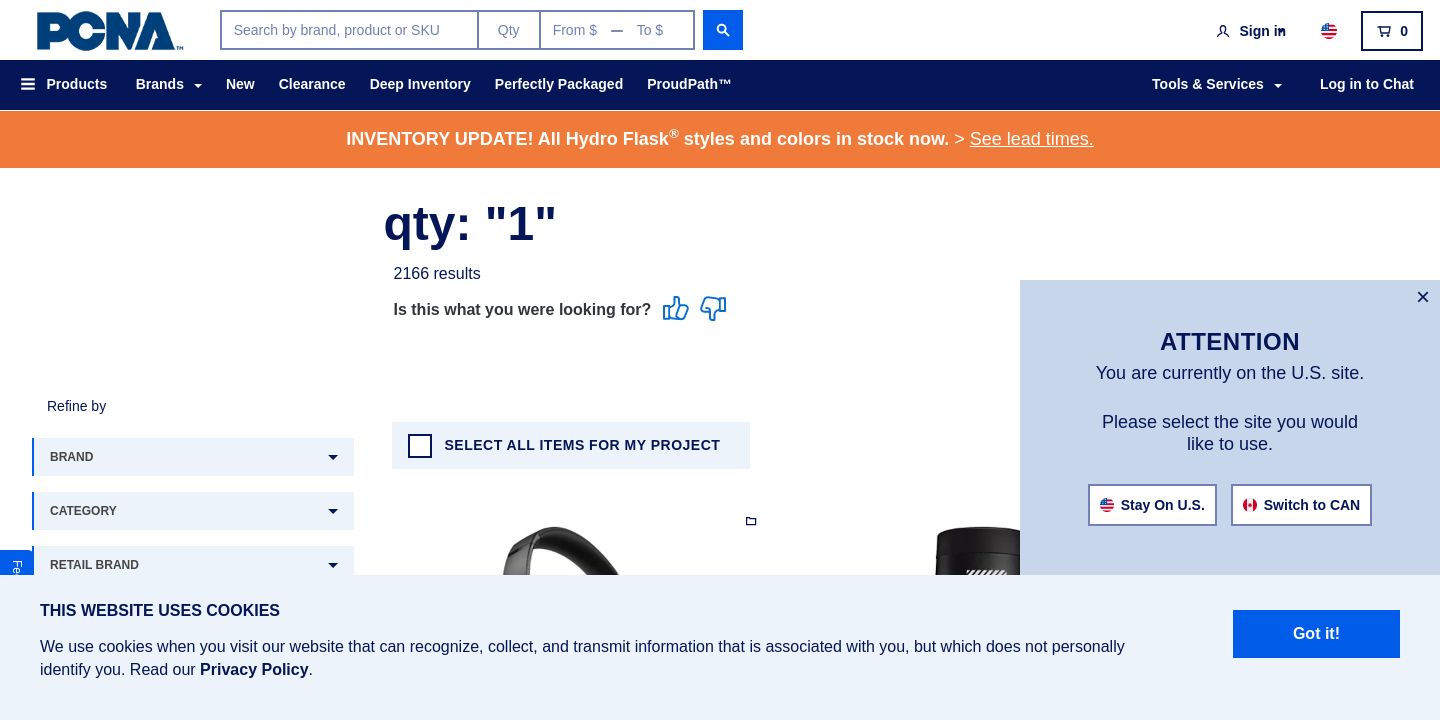 PCNA™
Search by brand, product or SKU
Qty
From $ — To $
Sign in
0
Products
Brands
New
Clearance
Deep Inventory
Perfectly Packaged
ProudPath™
Tools & Services
Log in to Chat
INVENTORY UPDATE! All Hydro Flask® styles and colors in stock now. > See lead times.
qty: "1"
2166 results
Is this what you were looking for?
×
ATTENTION
You are currently on the U.S. site.
Please select the site you would
like to use.
Stay On U.S.
Switch to CAN
Refine by
BRAND
CATEGORY
RETAIL BRAND
SELECT ALL ITEMS FOR MY PROJECT
THIS WEBSITE USES COOKIES
We use cookies when you visit our website that can recognize, collect, and transmit information that is associated with you, but which does not personally
identify you. Read our Privacy Policy.
Got it!